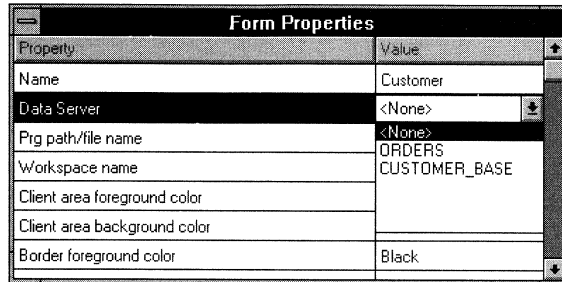 Form Properties
Property Value
Name Customer
Data Server <None>
<None>
Prg path/file name
ORDERS
Workspace name CUSTOMER_BASE
Client area foreground color
Client area background color
Border foreground color Black